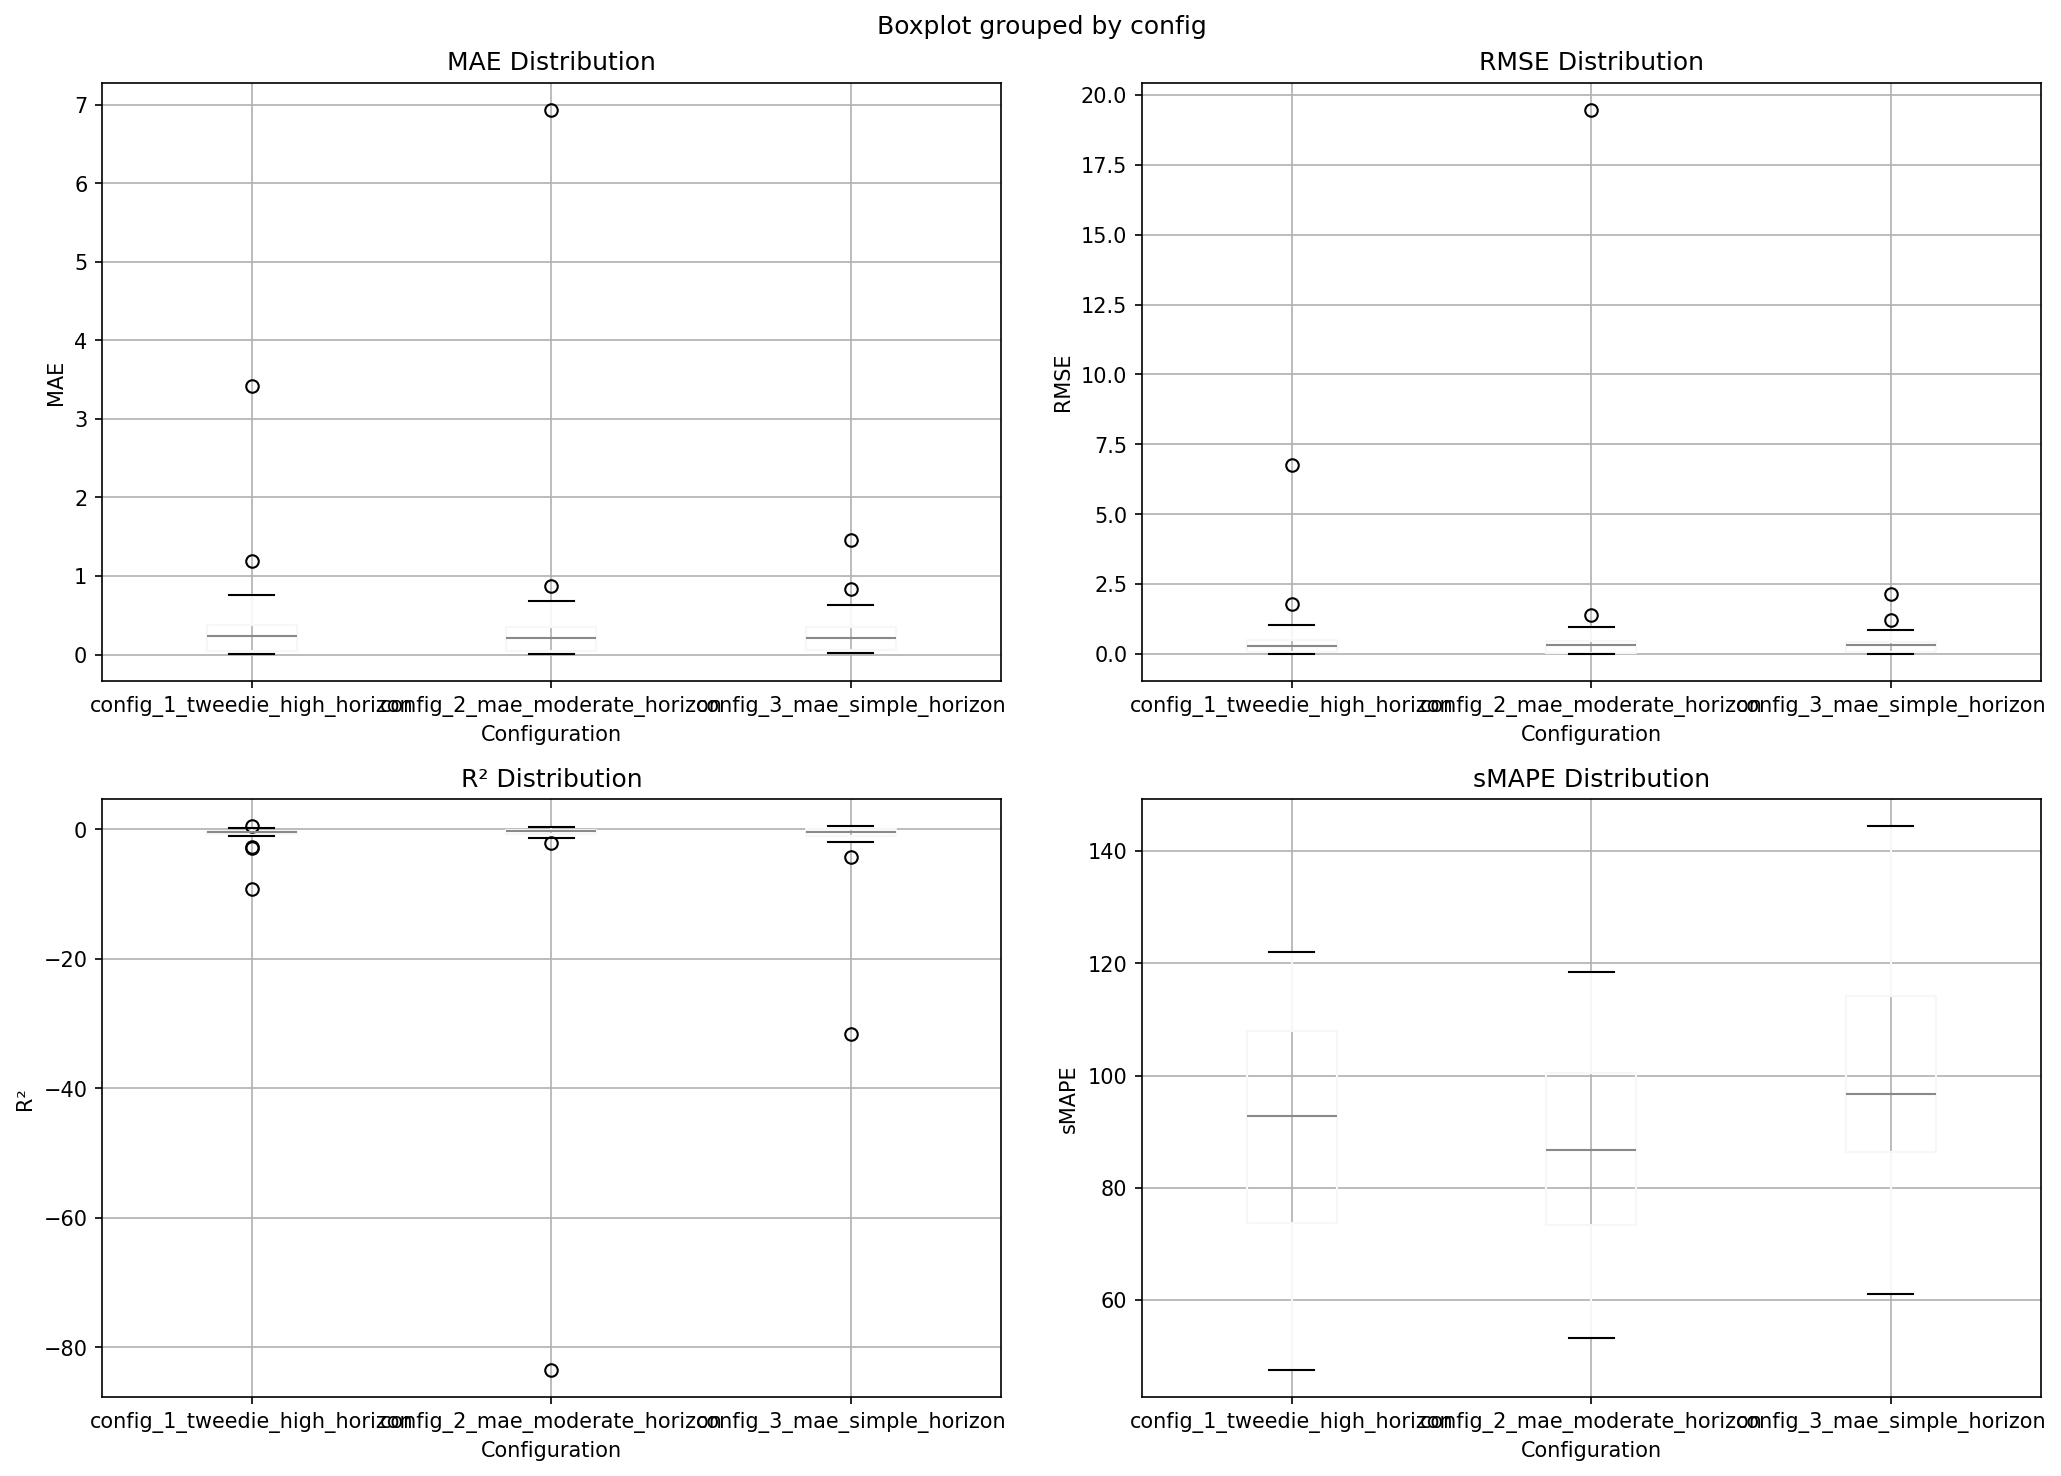 Boxplot grouped by config
MAE Distribution
RMSE Distribution
7
6
5
4
3
2
1
0
MAE
config_1_tweedie_high_horizon
config_2_mae_moderate_horizon
config_3_mae_simple_horizon
Configuration
20.0
17.5
15.0
12.5
10.0
7.5
5.0
2.5
0.0
RMSE
config_1_tweedie_high_horizon
config_2_mae_moderate_horizon
config_3_mae_simple_horizon
Configuration
R² Distribution
sMAPE Distribution
0
−20
−40
−60
−80
R²
config_1_tweedie_high_horizon
config_2_mae_moderate_horizon
config_3_mae_simple_horizon
Configuration
140
120
100
80
60
sMAPE
config_1_tweedie_high_horizon
config_2_mae_moderate_horizon
config_3_mae_simple_horizon
Configuration